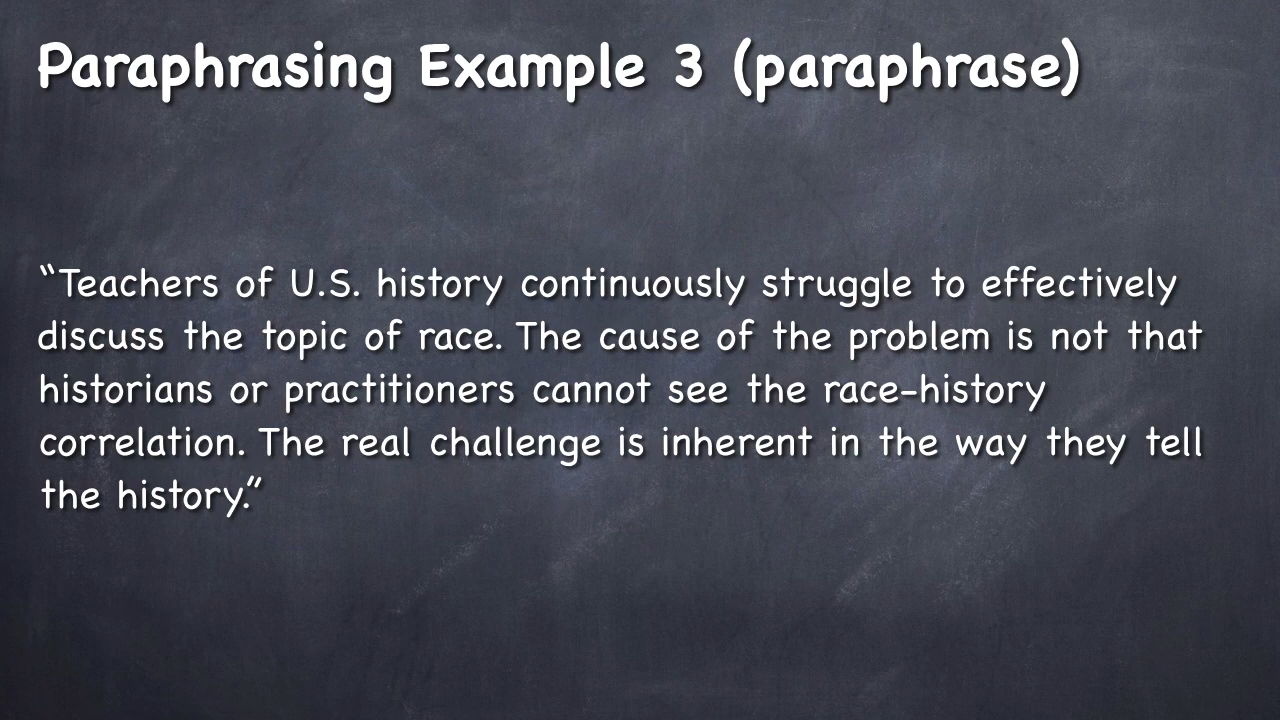 Paraphrasing Example 3 (paraphrase)
“Teachers of U.S. history continuously struggle to effectively
discuss the topic of race. The cause of the problem is not that
historians or practitioners cannot see the race-history
correlation. The real challenge is inherent in the way they tell
the history.”